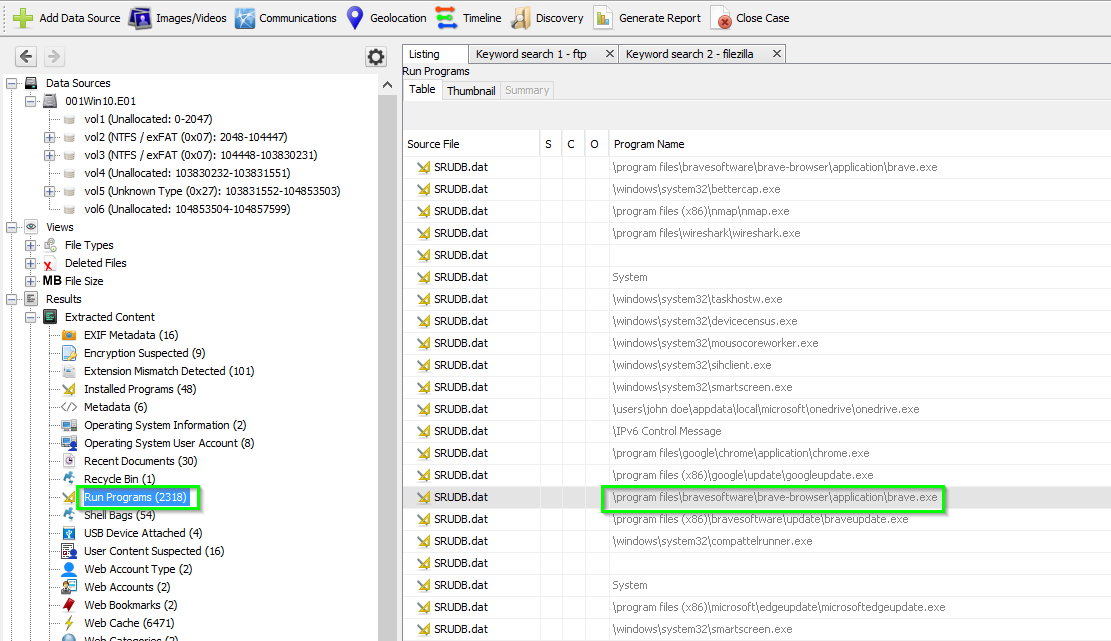 Add Data Source Images/Videos Communications Geolocation Timeline Discovery Generate Report Close Case
Data Sources
001Win10.E01
vol1 (Unallocated: 0-2047)
vol2 (NTFS / exFAT (0x07): 2048-104447)
vol3 (NTFS / exFAT (0x07): 104448-103830231)
vol4 (Unallocated: 103830232-103831551)
vol5 (Unknown Type (0x27): 103831552-104853503)
vol6 (Unallocated: 104853504-104857599)
Views
File Types
Deleted Files
MB File Size
Results
Extracted Content
EXIF Metadata (16)
Encryption Suspected (9)
Extension Mismatch Detected (101)
Installed Programs (48)
Metadata (6)
Operating System Information (2)
Operating System User Account (8)
Recent Documents (30)
Recycle Bin (1)
Run Programs (2318)
Shell Bags (54)
USB Device Attached (4)
User Content Suspected (16)
Web Account Type (2)
Web Accounts (2)
Web Bookmarks (2)
Web Cache (6471)
Web Categories (2)
Listing Keyword search 1 - ftp Keyword search 2 - filezilla
Run Programs
Table Thumbnail Summary
Source File S C O Program Name
SRUDB.dat \program files\bravesoftware\brave-browser\application\brave.exe
SRUDB.dat \windows\system32\bettercap.exe
SRUDB.dat \program files (x86)\nmap\nmap.exe
SRUDB.dat \program files\wireshark\wireshark.exe
SRUDB.dat
SRUDB.dat System
SRUDB.dat \windows\system32\taskhostw.exe
SRUDB.dat \windows\system32\devicecensus.exe
SRUDB.dat \windows\system32\mousocoreworker.exe
SRUDB.dat \windows\system32\sihclient.exe
SRUDB.dat \windows\system32\smartscreen.exe
SRUDB.dat \users\john doe\appdata\local\microsoft\onedrive\onedrive.exe
SRUDB.dat \IPv6 Control Message
SRUDB.dat \program files\google\chrome\application\chrome.exe
SRUDB.dat \program files (x86)\google\update\googleupdate.exe
SRUDB.dat \program files\bravesoftware\brave-browser\application\brave.exe
SRUDB.dat \program files (x86)\bravesoftware\update\braveupdate.exe
SRUDB.dat \windows\system32\compattelrunner.exe
SRUDB.dat
SRUDB.dat System
SRUDB.dat \program files (x86)\microsoft\edgeupdate\microsoftedgeupdate.exe
SRUDB.dat \windows\system32\smartscreen.exe